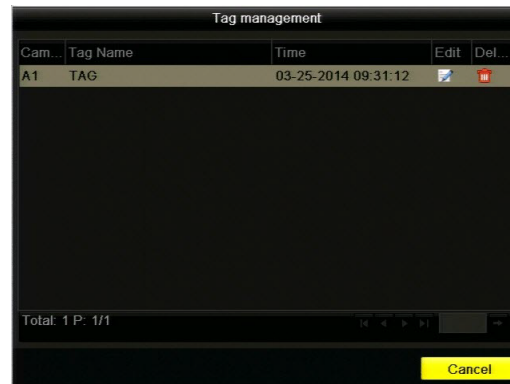 Tag management
Cam... Tag Name Time Edit Del...
A1 TAG 03-25-2014 09:31:12
Total: 1 P: 1/1
Cancel